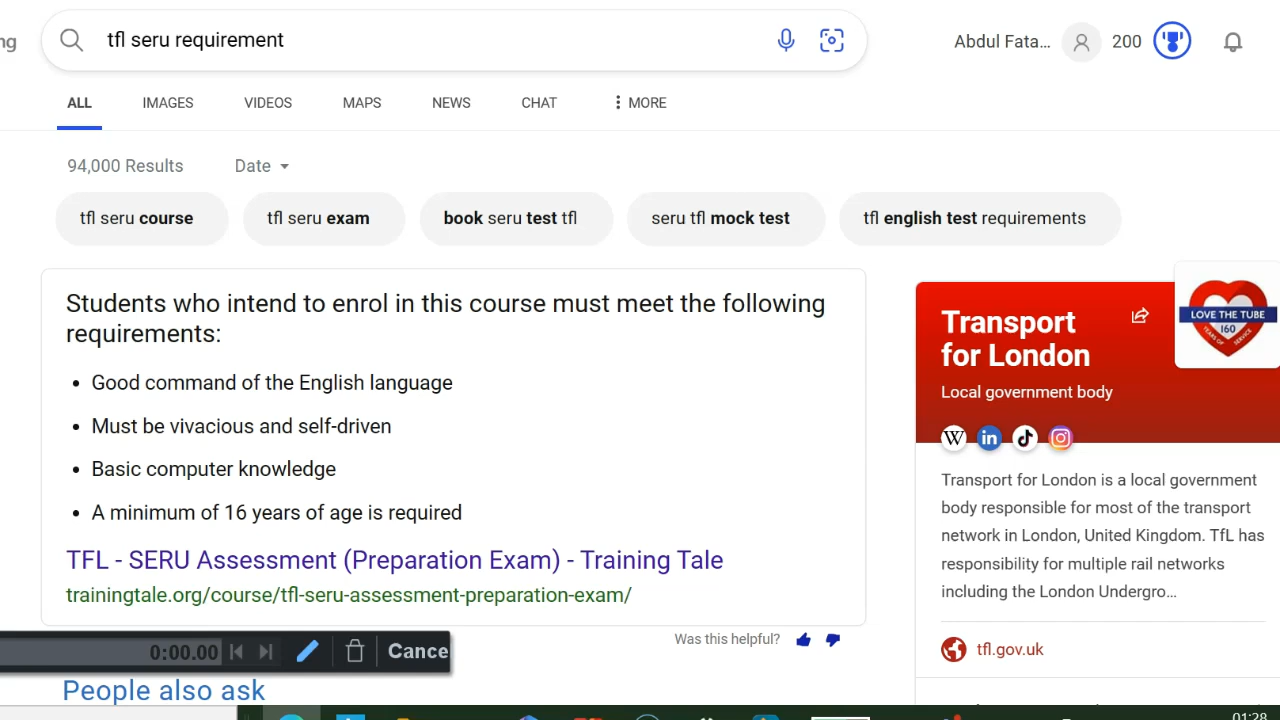 ng
tfl seru requirement
Abdul Fata...
200
ALL
IMAGES
VIDEOS
MAPS
NEWS
CHAT
MORE
94,000 Results
Date
tfl seru course
tfl seru exam
book seru test tfl
seru tfl mock test
tfl english test requirements
Students who intend to enrol in this course must meet the following
requirements:
• Good command of the English language
• Must be vivacious and self-driven
• Basic computer knowledge
• A minimum of 16 years of age is required
TFL - SERU Assessment (Preparation Exam) - Training Tale
trainingtale.org/course/tfl-seru-assessment-preparation-exam/
Was this helpful?
0:00.00
Cance
People also ask
Transport
for London
Local government body
LOVE THE TUBE
160
YEARS OF SERVICE
W
in
Transport for London is a local government
body responsible for most of the transport
network in London, United Kingdom. TfL has
responsibility for multiple rail networks
including the London Undergro...
tfl.gov.uk
01:28